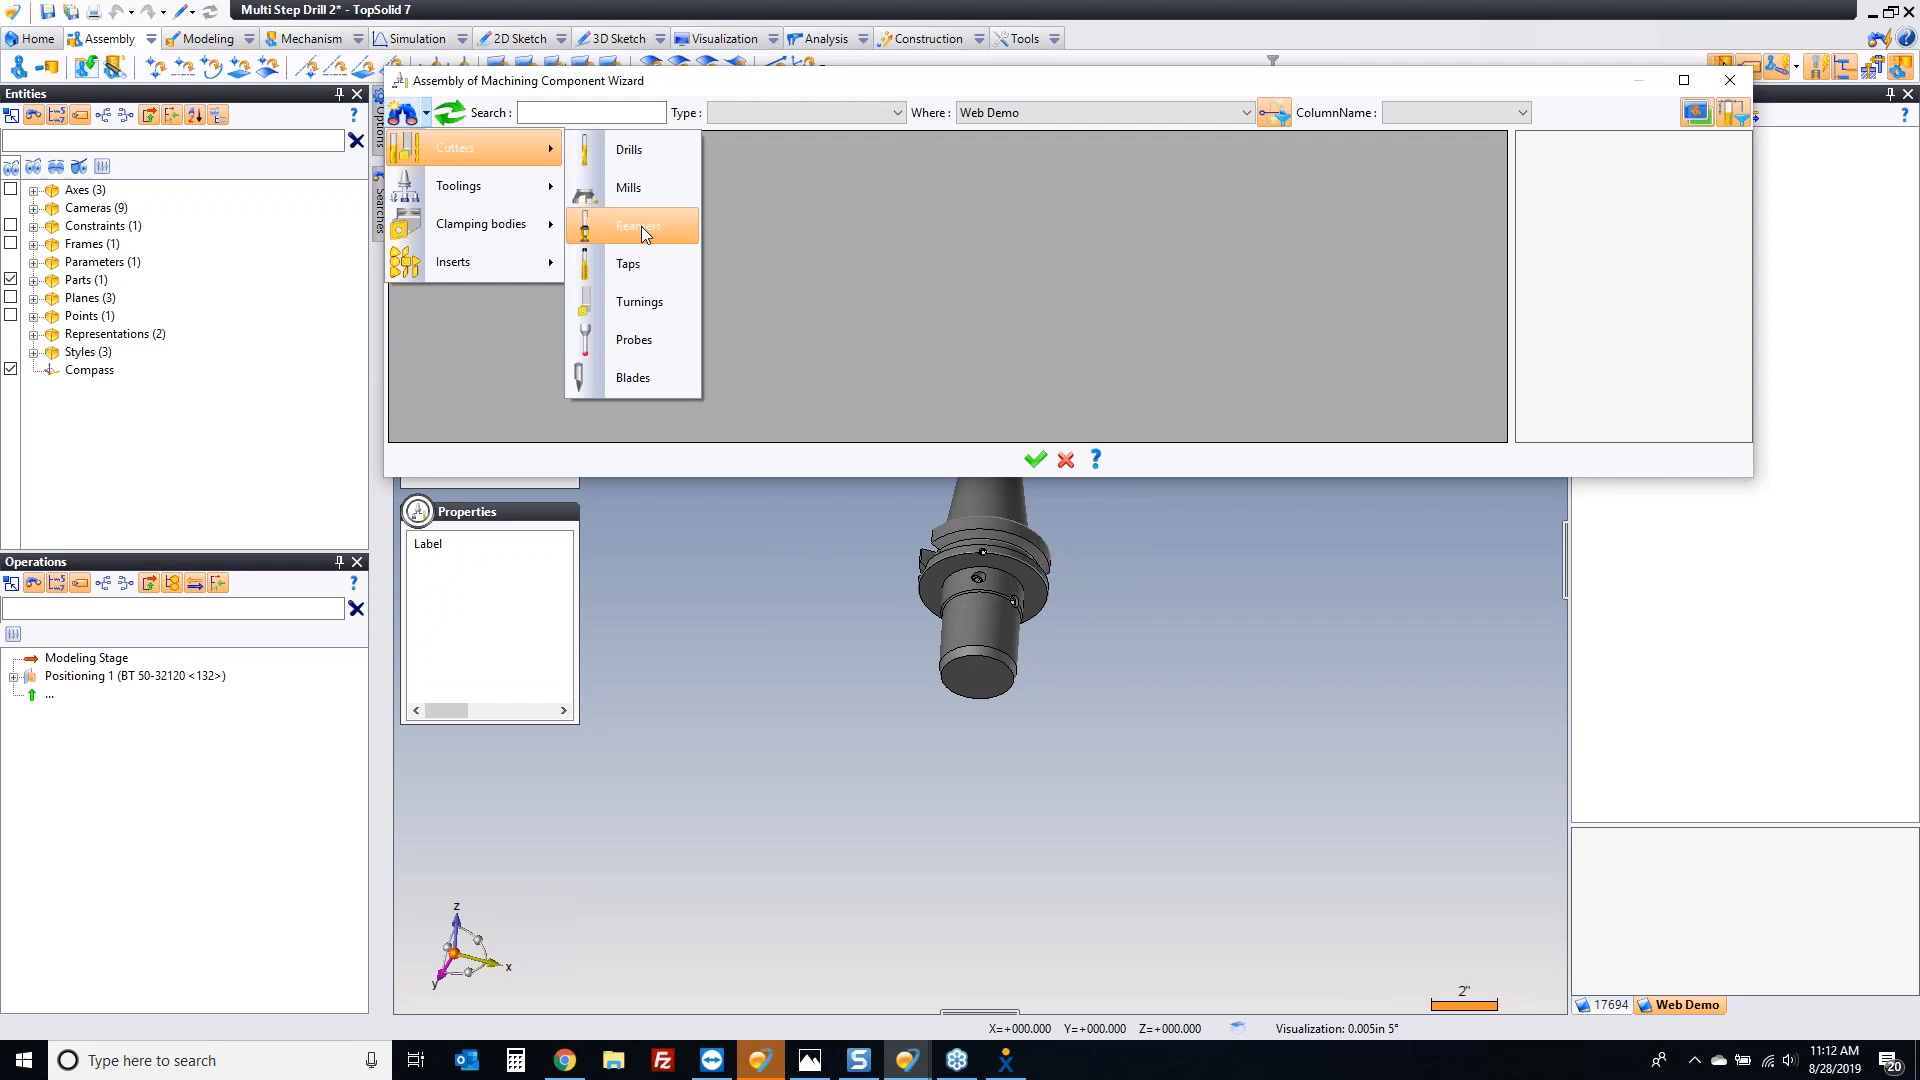 Multi Step Drill 2* - TopSolid 7
Home
Assembly
Modeling
Mechanism
Simulation
2D Sketch
3D Sketch
Visualization
Analysis
Construction
Tools
Entities
Axes (3)
Cameras (9)
Constraints (1)
Frames (1)
Parameters (1)
Parts (1)
Planes (3)
Points (1)
Representations (2)
Styles (3)
Compass
Options
Searches
Assembly of Machining Component Wizard
Search :
Type :
Where :
Web Demo
ColumnName :
Cutters
Toolings
Clamping bodies
Inserts
Drills
Mills
Reamers
Taps
Turnings
Probes
Blades
Properties
Label
Operations
Modeling Stage
Positioning 1 (BT 50-32120 <132>)
...
z
x
y
2"
17694
Web Demo
X=+000.000 Y=+000.000 Z=+000.000
Visualization: 0.005in 5°
Type here to search
11:12 AM
8/28/2019
20